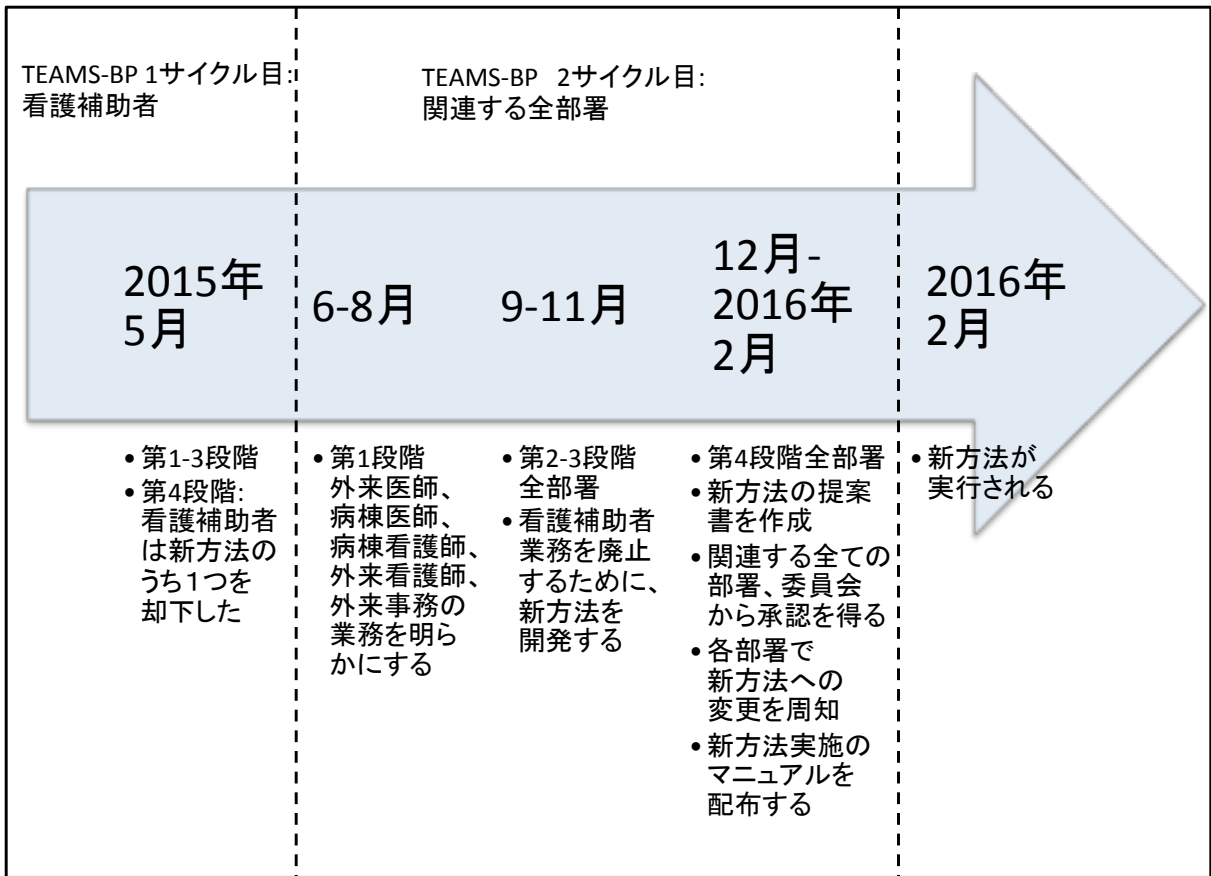 TEAMS-BP 1サイクル目:
看護補助者
TEAMS-BP 2サイクル目:
関連する全部署
2015年
5月
6-8月
9-11月
12月-
2016年
2月
2016年
2月
• 第1-3段階
• 第4段階:
看護補助者
は新方法の
うち１つを
却下した
• 第1段階
外来医師、
病棟医師、
病棟看護師、
外来看護師、
外来事務の
業務を明ら
かにする
• 第2-3段階
全部署
• 看護補助者
業務を廃止
するために、
新方法を
開発する
• 第4段階全部署
• 新方法の提案
書を作成
• 関連する全ての
部署、委員会
から承認を得る
• 各部署で
新方法への
変更を周知
• 新方法実施の
マニュアルを
配布する
• 新方法が
実行される